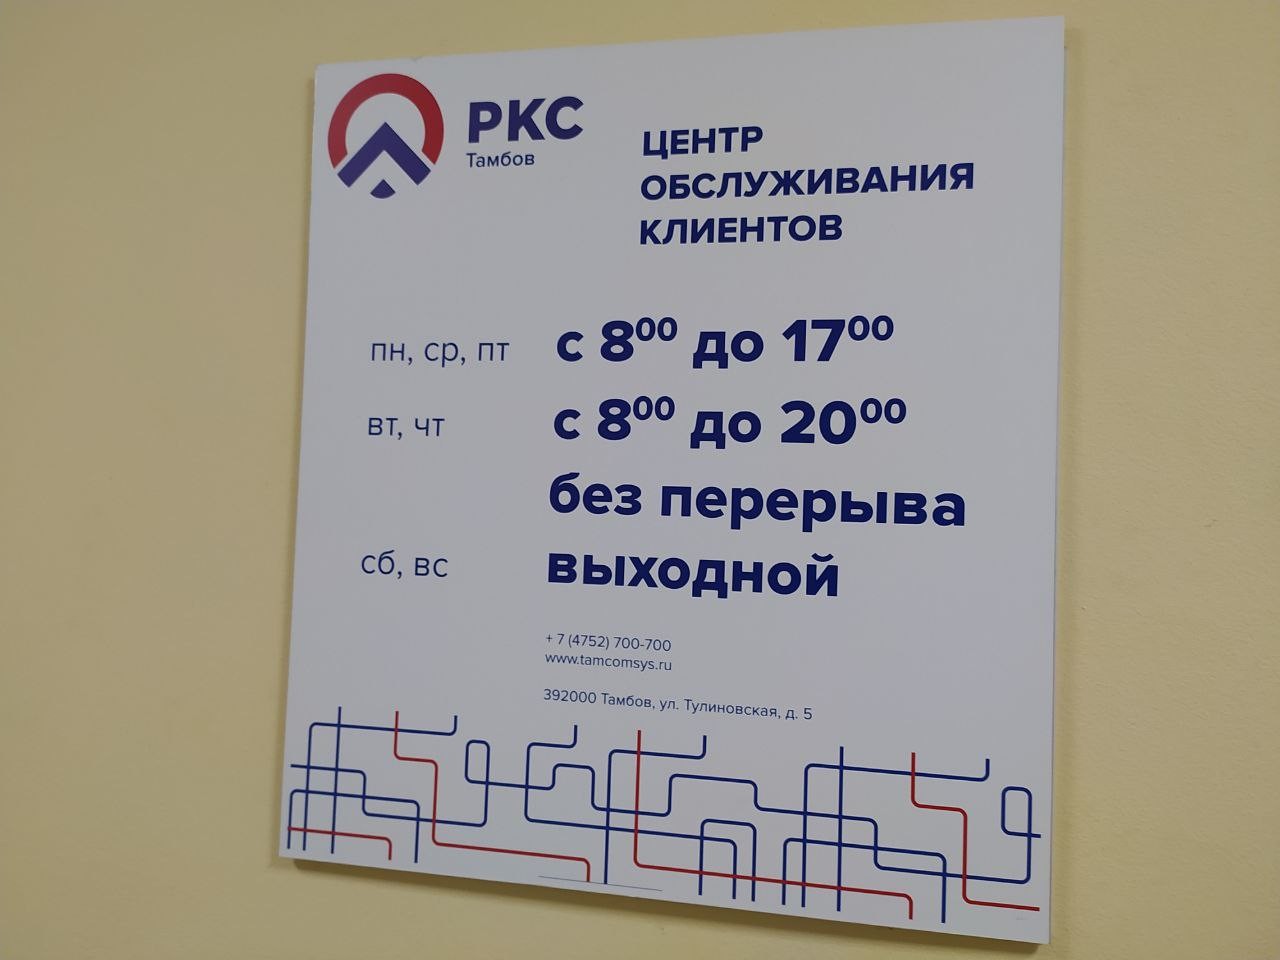 РКС
Тамбов
ЦЕНТР
ОБСЛУЖИВАНИЯ
КЛИЕНТОВ
пн, ср, пт с 8⁰⁰ до 17⁰⁰
вт, чт с 8⁰⁰ до 20⁰⁰
без перерыва
сб, вс выходной
+ 7 (4752) 700-700
www.tamcomsys.ru
392000 Тамбов, ул. Тулиновская, д. 5